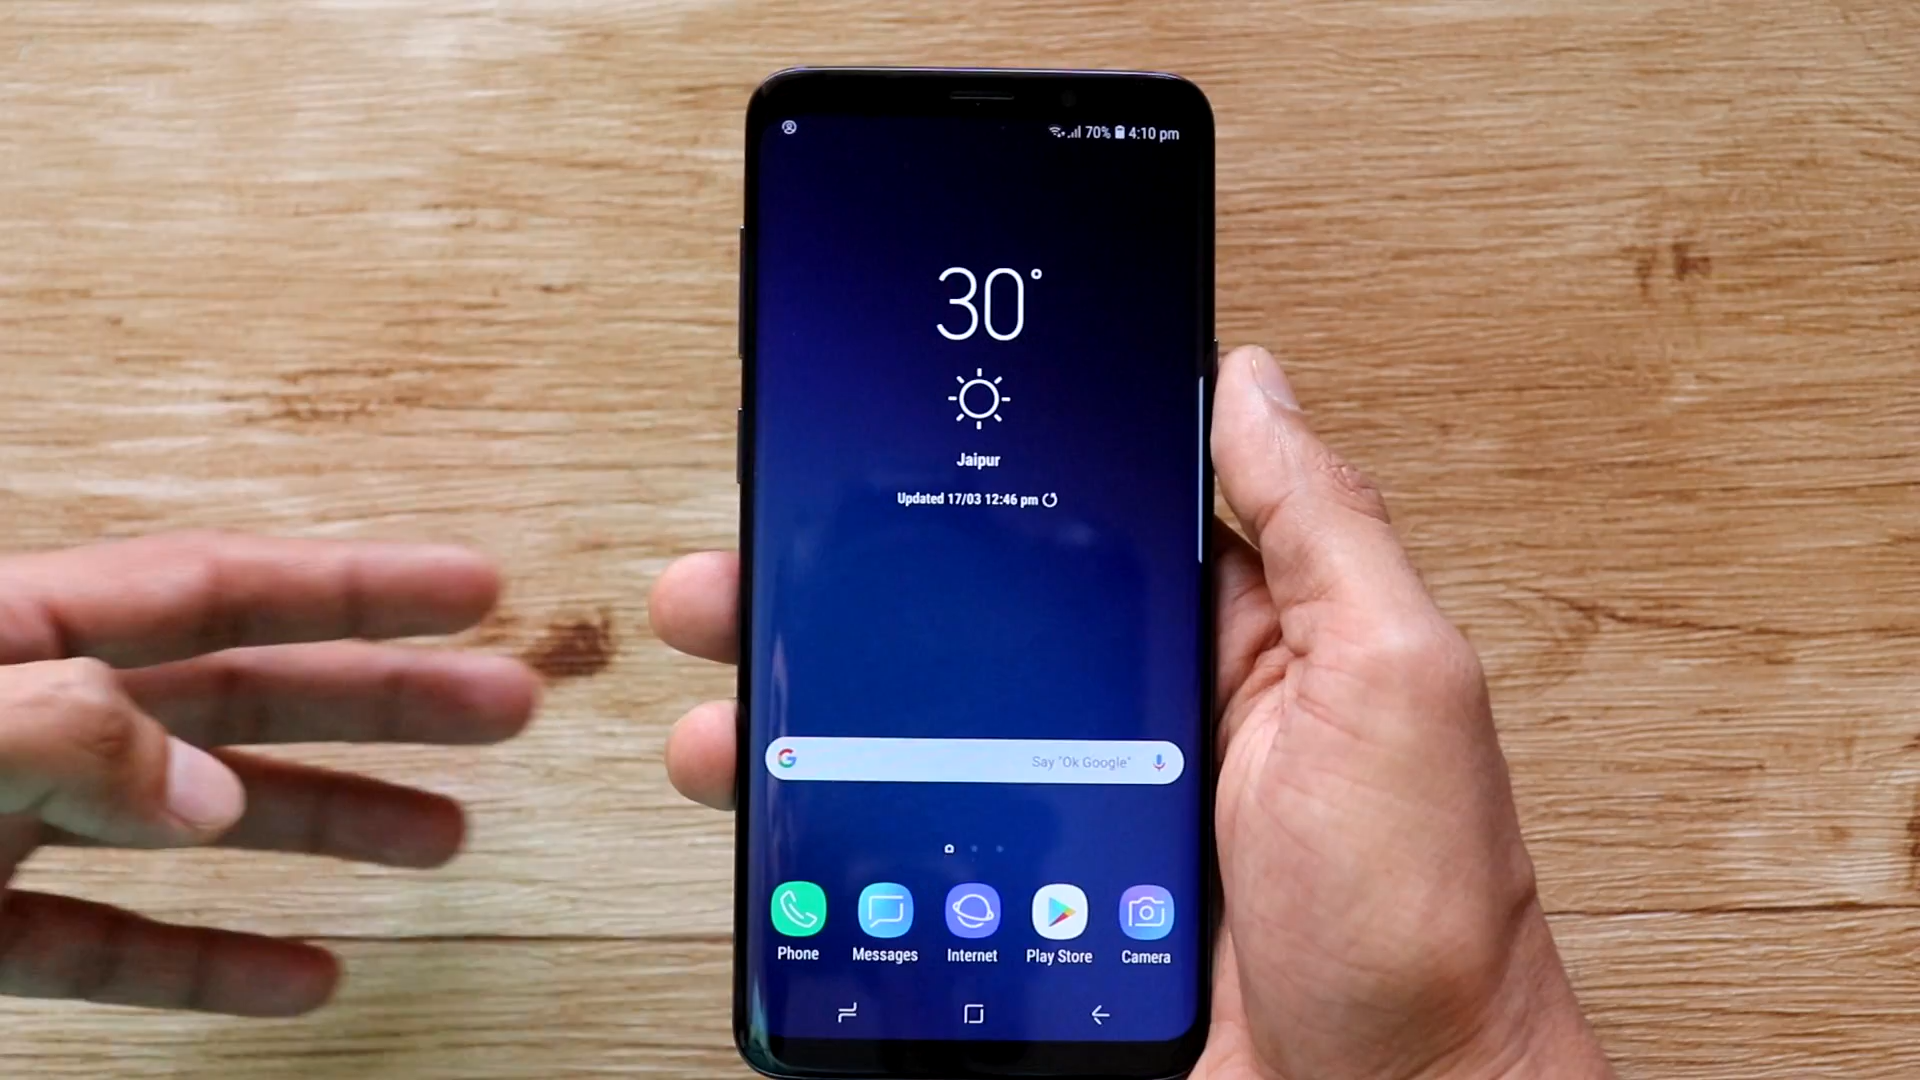 70% 4:10 pm
30°
Jaipur
Updated 17/03 12:46 pm
G Say "Ok Google"
Phone Messages Internet Play Store Camera